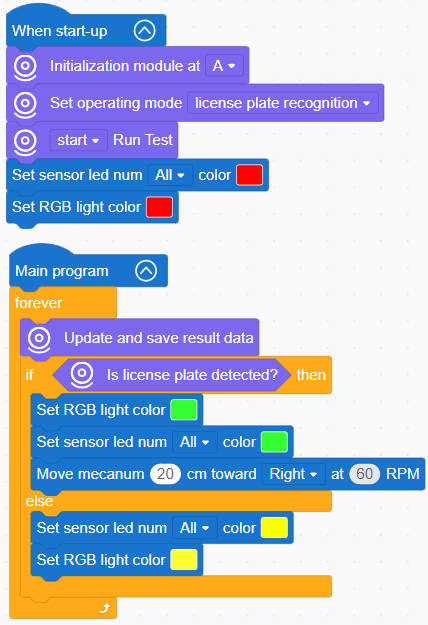 When start-up
Initialization module at A
Set operating mode license plate recognition
start Run Test
Set sensor led num All color
Set RGB light color
Main program
forever
Update and save result data
if Is license plate detected? then
Set RGB light color
Set sensor led num All color
Move mecanum 20 cm toward Right at 60 RPM
else
Set sensor led num All color
Set RGB light color